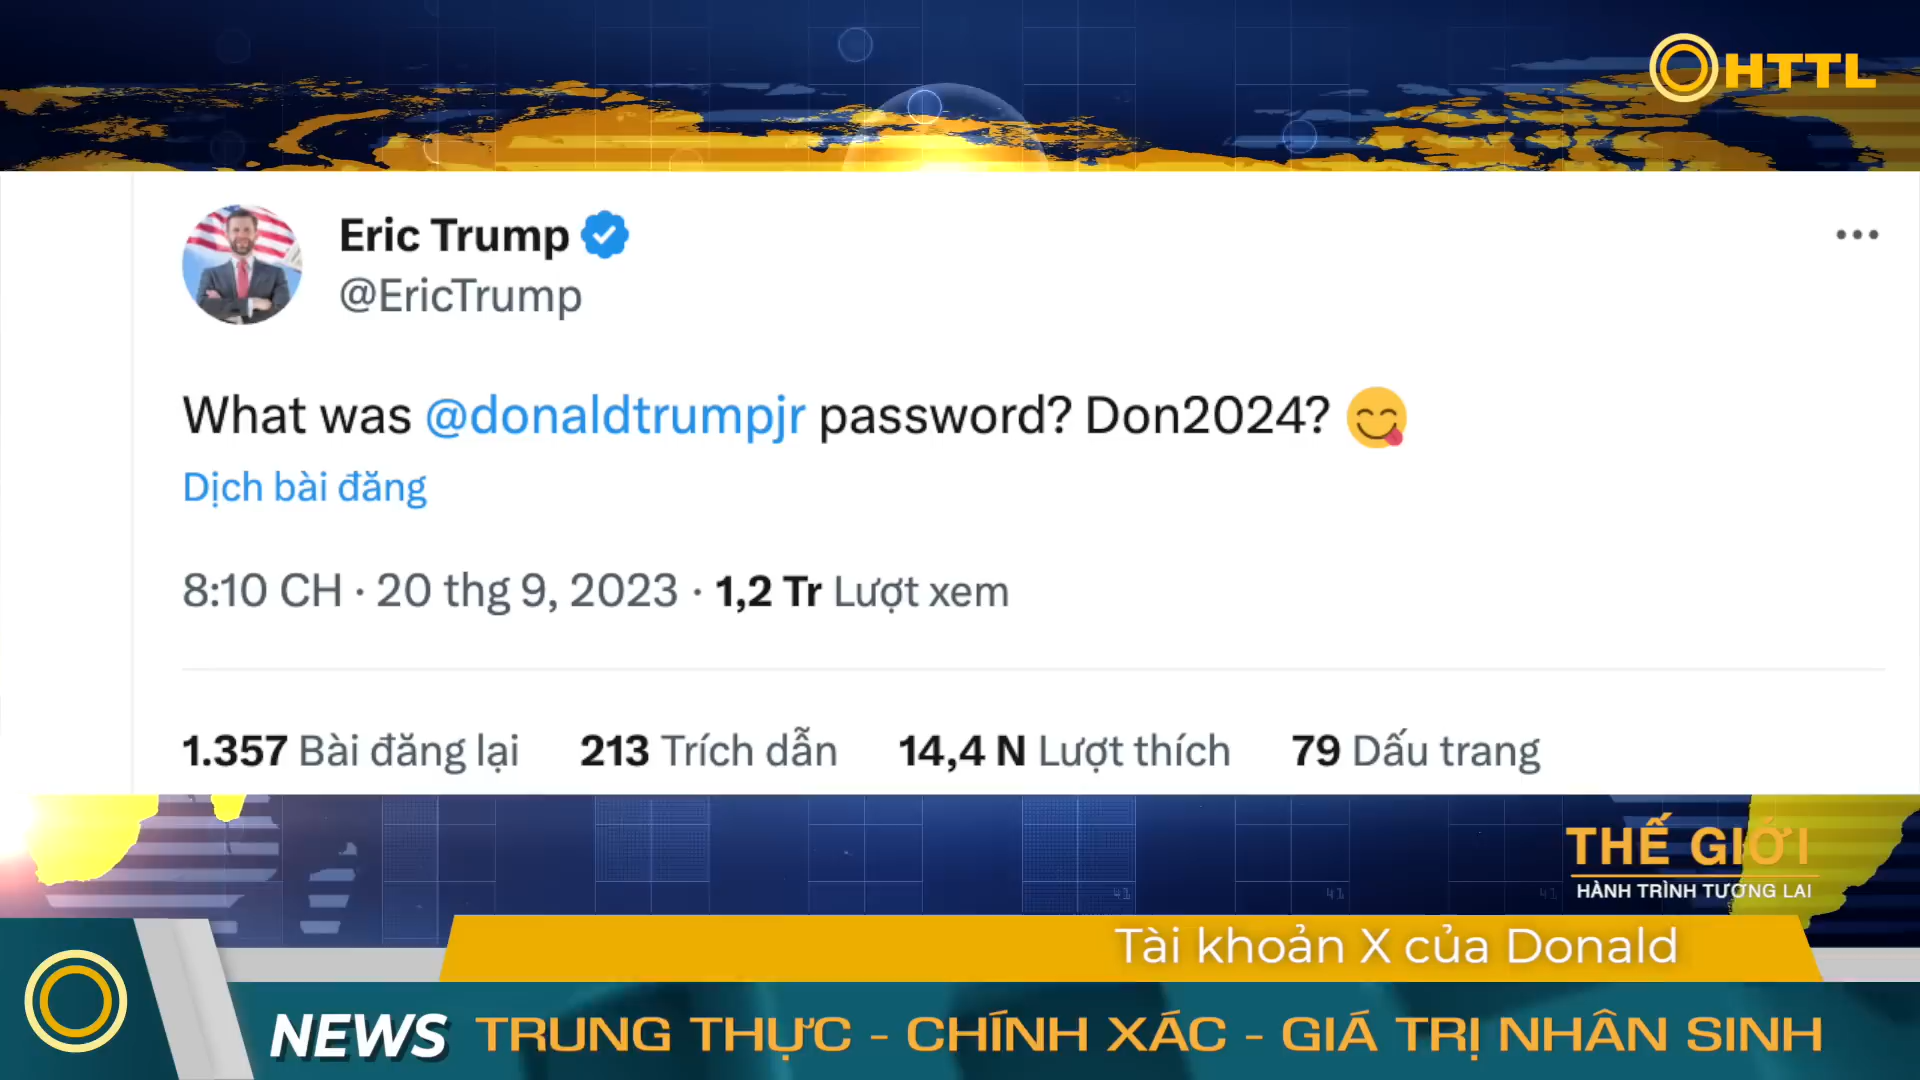 HTTL
Eric Trump
@EricTrump
What was @donaldtrumpjr password? Don2024? 😋
Dịch bài đăng
8:10 CH · 20 thg 9, 2023 · 1,2 Tr Lượt xem
1.357 Bài đăng lại 213 Trích dẫn 14,4 N Lượt thích 79 Dấu trang
41 41 41
THẾ GIỚI
HÀNH TRÌNH TƯƠNG LAI
Tài khoản X của Donald
NEWS TRUNG THỰC - CHÍNH XÁC - GIÁ TRỊ NHÂN SINH